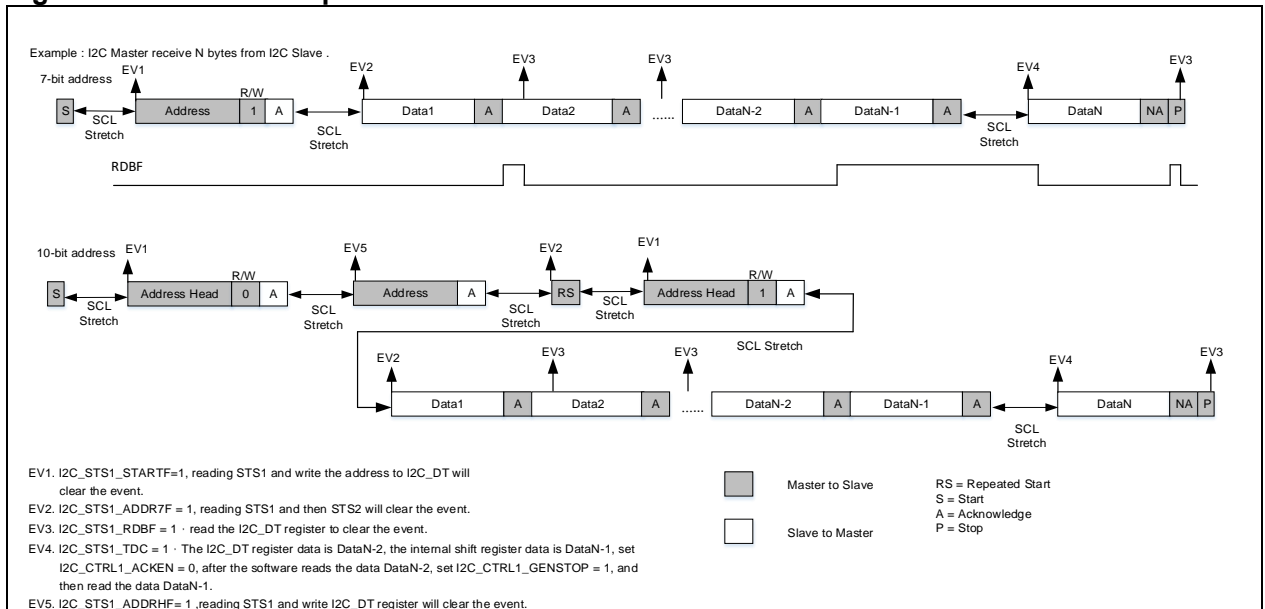 Example : I2C Master receive N bytes from I2C Slave .
7-bit address
EV1 EV2 EV3 EV3 EV4 EV3
R/W
S Address 1 A Data1 A Data2 A ...... DataN-2 A DataN-1 A DataN NA P
SCL Stretch SCL Stretch SCL Stretch
RDBF
10-bit address
EV1 EV5 EV2 EV1
R/W R/W
S Address Head 0 A Address A RS Address Head 1 A
SCL Stretch SCL Stretch SCL Stretch SCL Stretch
SCL Stretch
EV2 EV3 EV3 EV4 EV3
Data1 A Data2 A ...... DataN-2 A DataN-1 A DataN NA P
SCL Stretch
EV1. I2C_STS1_STARTF=1, reading STS1 and write the address to I2C_DT will
clear the event.
EV2. I2C_STS1_ADDR7F = 1, reading STS1 and then STS2 will clear the event.
EV3. I2C_STS1_RDBF = 1 · read the I2C_DT register to clear the event.
EV4. I2C_STS1_TDC = 1 · The I2C_DT register data is DataN-2, the internal shift register data is DataN-1, set
I2C_CTRL1_ACKEN = 0, after the software reads the data DataN-2, set I2C_CTRL1_GENSTOP = 1, and
then read the data DataN-1.
EV5. I2C_STS1_ADDRHF= 1 ,reading STS1 and write I2C_DT register will clear the event.
Master to Slave
Slave to Master
RS = Repeated Start
S = Start
A = Acknowledge
P = Stop